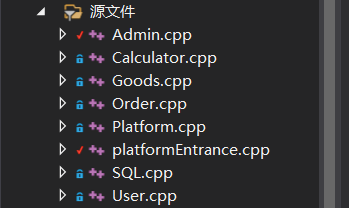 源文件
Admin.cpp
Calculator.cpp
Goods.cpp
Order.cpp
Platform.cpp
platformEntrance.cpp
SQL.cpp
User.cpp